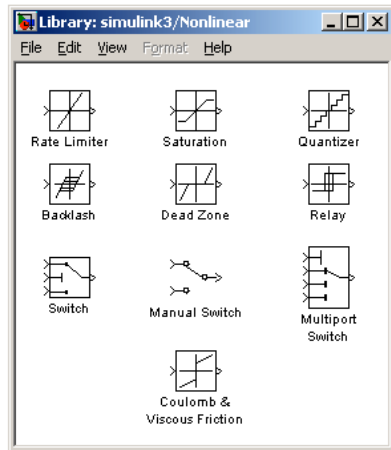 Library: simulink3/Nonlinear
File Edit View Format Help
Rate Limiter Saturation Quantizer
Backlash Dead Zone Relay
Switch Manual Switch Multiport
Switch
Coulomb &
Viscous Friction